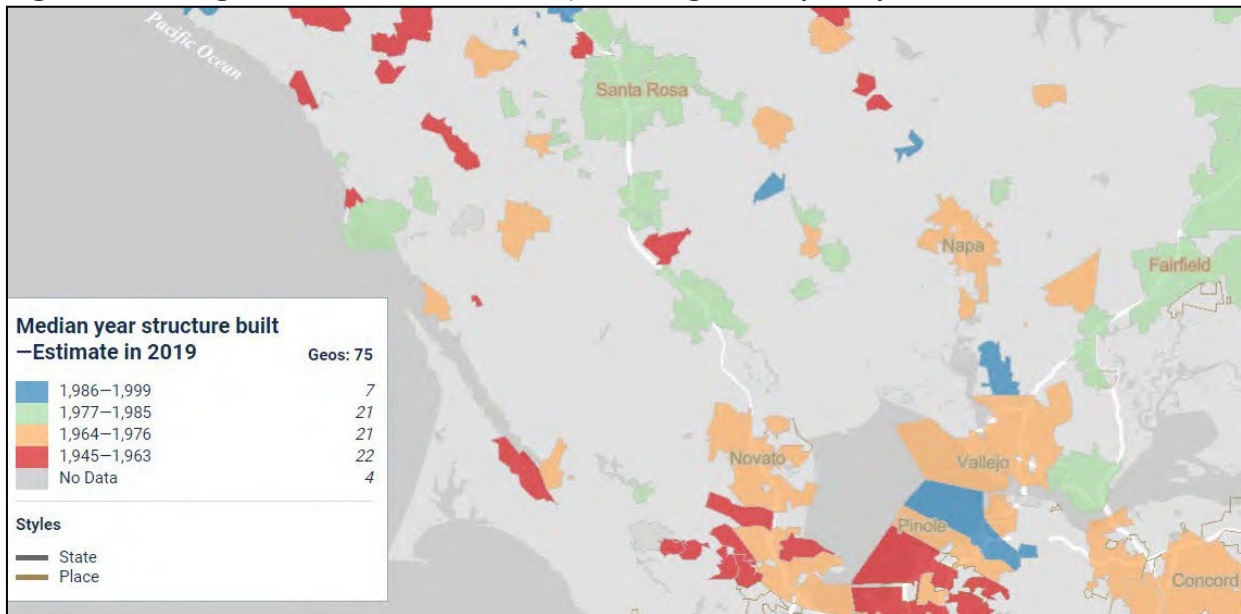 Pacific Ocean
Santa Rosa
Napa
Fairfield
Novato
Vallejo
Pinole
Concord
Median year structure built
—Estimate in 2019 Geos: 75
1,986—1,999 7
1,977—1,985 21
1,964—1,976 21
1,945—1,963 22
No Data 4
Styles
State
Place